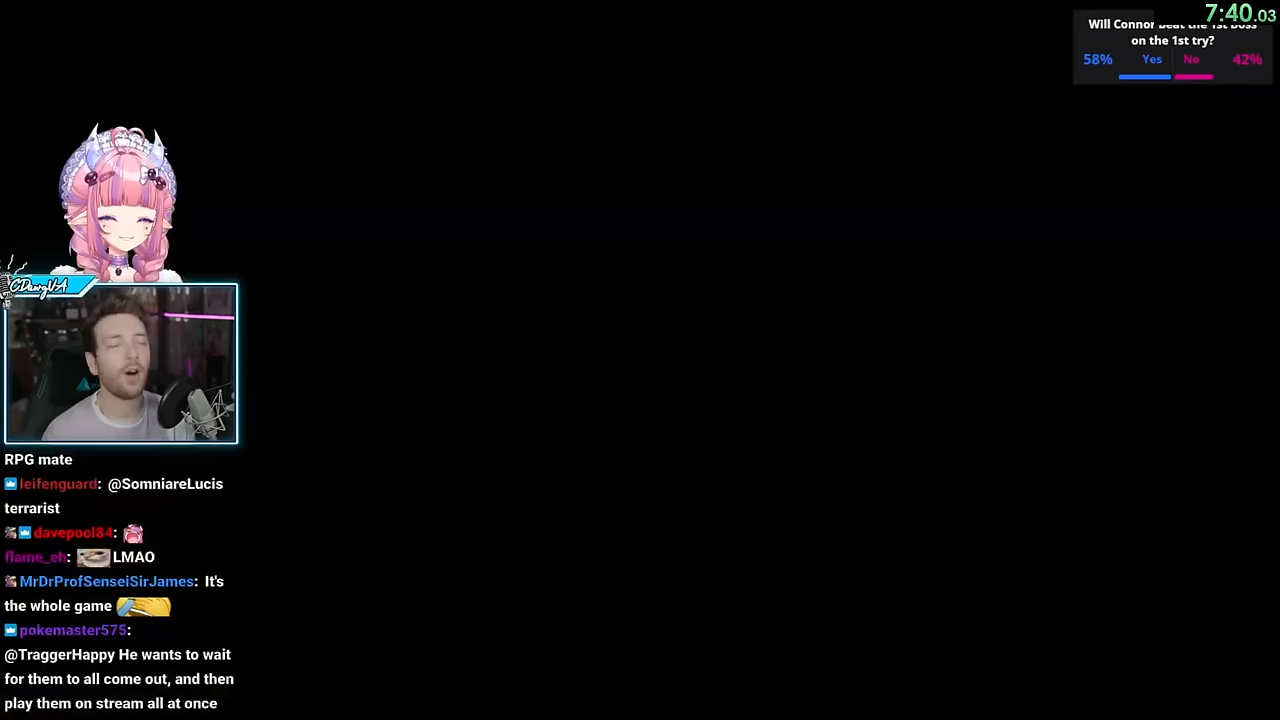 7:40.03
Will Connor beat the 1st Boss
on the 1st try?
58% Yes No 42%
CDawgVA
RPG mate
leifenguard: @SomniareLucis
terrarist
davepool84:
flame_eh: LMAO
MrDrProfSenseiSirJames: It's
the whole game
pokemaster575:
@TraggerHappy He wants to wait
for them to all come out, and then
play them on stream all at once